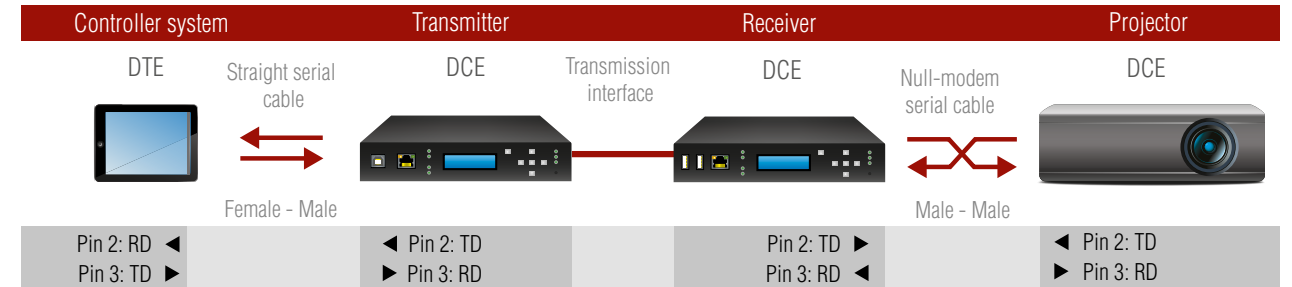 Controller system
Transmitter
Receiver
Projector
DTE
Straight serial
cable
DCE
Transmission
interface
DCE
Null-modem
serial cable
DCE
Female - Male
Male - Male
Pin 2: RD ◀
◀ Pin 2: TD
Pin 2: TD ▶
◀ Pin 2: TD
Pin 3: TD ▶
▶ Pin 3: RD
Pin 3: RD ◀
▶ Pin 3: RD